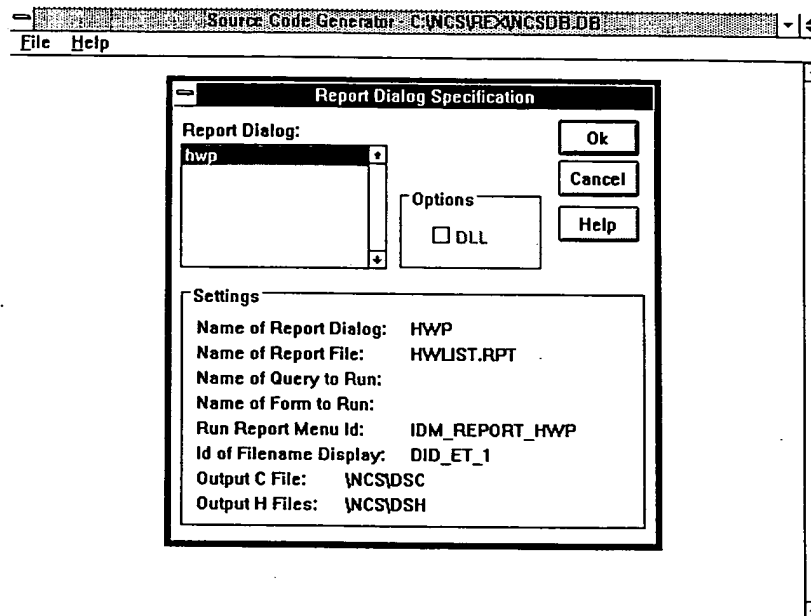 Source Code Generator - C:\NCS\REX\NCSDB.DB
File Help
Report Dialog Specification
Report Dialog:
hwp
Options
DLL
Ok
Cancel
Help
Settings
Name of Report Dialog: HWP
Name of Report File: HWLIST.RPT
Name of Query to Run:
Name of Form to Run:
Run Report Menu Id: IDM_REPORT_HWP
Id of Filename Display: DID_ET_1
Output C File: \NCS\DSC
Output H Files: \NCS\DSH